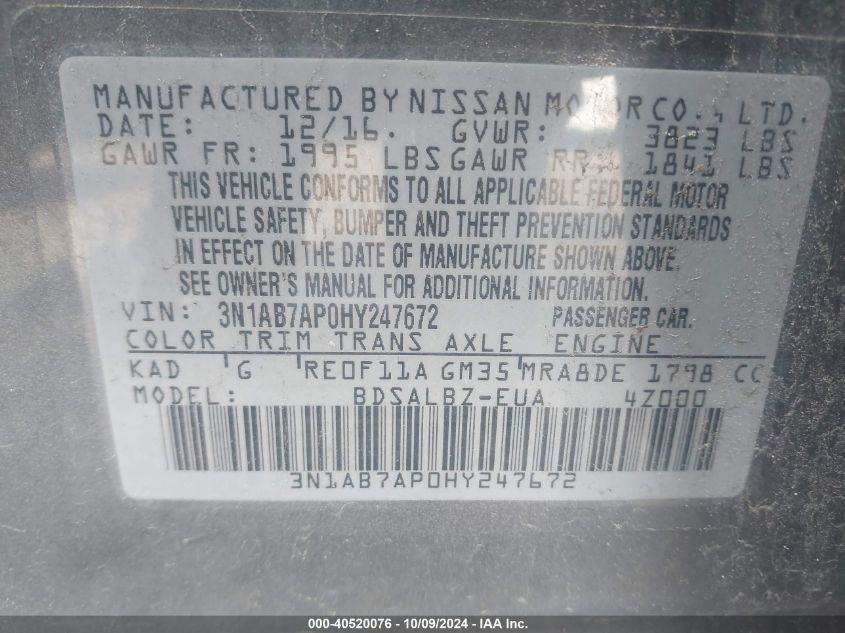 MANUFACTURED BY NISSAN MOTOR CO., LTD.
DATE: 12/16. GVWR: 3823 LBS
GAWR FR: 1995 LBS GAWR RR: 1841 LBS
THIS VEHICLE CONFORMS TO ALL APPLICABLE FEDERAL MOTOR
VEHICLE SAFETY, BUMPER AND THEFT PREVENTION STANDARDS
IN EFFECT ON THE DATE OF MANUFACTURE SHOWN ABOVE.
SEE OWNER'S MANUAL FOR ADDITIONAL INFORMATION.
VIN: 3N1AB7AP0HY247672 PASSENGER CAR.
COLOR TRIM TRANS AXLE ENGINE
KAD G RE0F11A GM35 MRA8DE 1798 CC
MODEL: BDSALBZ-EUA 4Z000
3N1AB7AP0HY247672
000-40520076 - 10/09/2024 - IAA Inc.